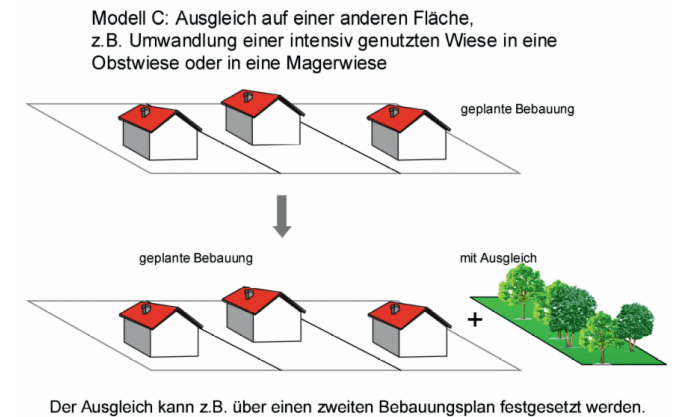 Modell C: Ausgleich auf einer anderen Fläche,
z.B. Umwandlung einer intensiv genutzten Wiese in eine
Obstwiese oder in eine Magerwiese
geplante Bebauung
geplante Bebauung
mit Ausgleich
+
Der Ausgleich kann z.B. über einen zweiten Bebauungsplan festgesetzt werden.